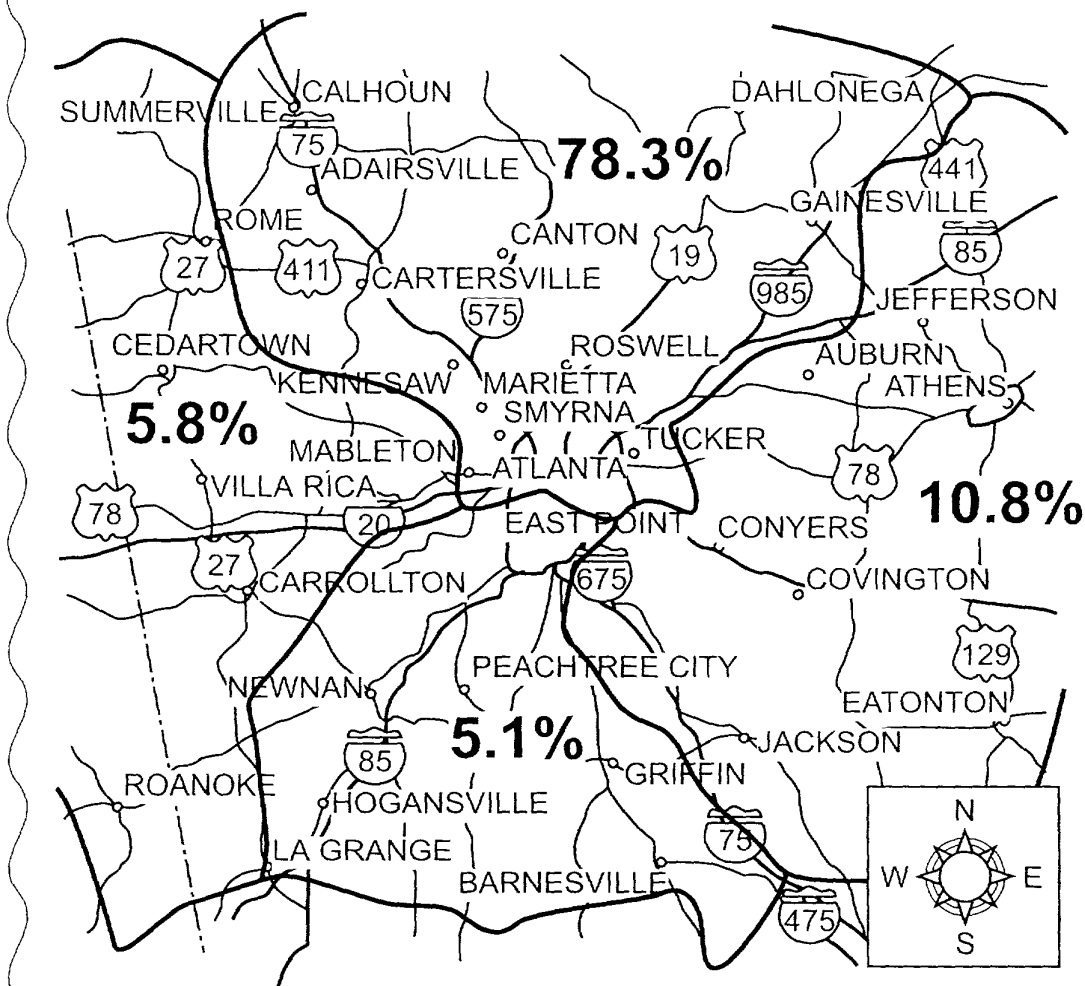 CALHOUN
DAHLONEGA
SUMMERVILLE
75
78.3%
441
ADAIRSVILLE
GAINESVILLE
ROME
CANTON
19
85
27
411
CARTERSVILLE
985
575
JEFFERSON
CEDARTOWN
ROSWELL
AUBURN
KENNESAW
MARIETTA
ATHENS
SMYRNA
5.8%
MABLETON
TUCKER
ATLANTA
78
VILLA RICA
10.8%
78
20
EAST POINT
CONYERS
27
CARROLLTON
675
COVINGTON
129
PEACHTREE CITY
NEWNAN
EATONTON
5.1%
JACKSON
85
GRIFFIN
ROANOKE
HOGANSVILLE
N
75
LA GRANGE
BARNESVILLE
W
E
475
S